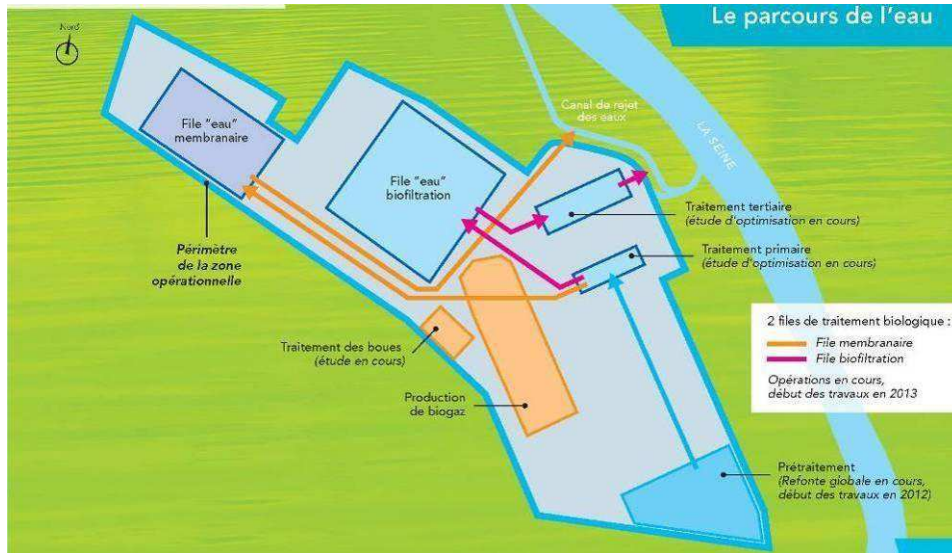 Le parcours de l'eau
Nord
Canal de rejet
des eaux
LA SEINE
File "eau"
membranaire
File "eau"
biofiltration
Traitement tertiaire
(étude d'optimisation en cours)
Traitement primaire
(étude d'optimisation en cours)
Périmètre
de la zone
opérationnelle
2 files de traitement biologique :
File membranaire
File biofiltration
Opérations en cours,
début des travaux en 2013
Traitement des boues
(étude en cours)
Production
de biogaz
Prétraitement
(Refonte globale en cours,
début des travaux en 2012)